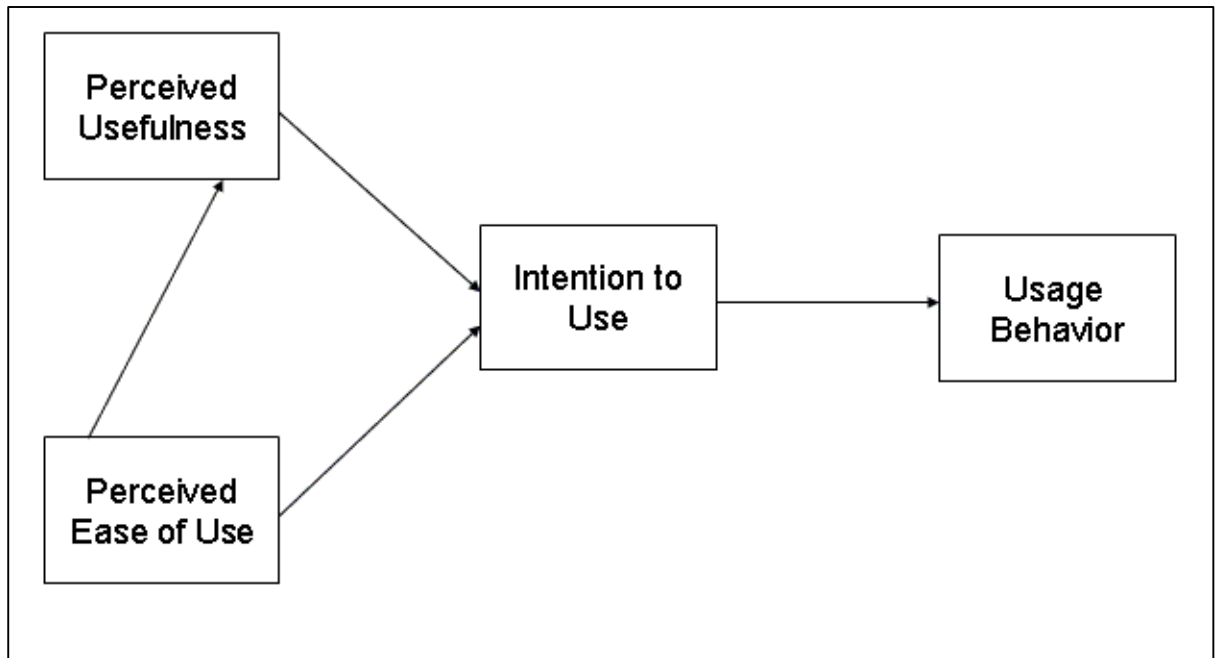 Perceived
Usefulness
Intention to
Use
Usage
Behavior
Perceived
Ease of Use